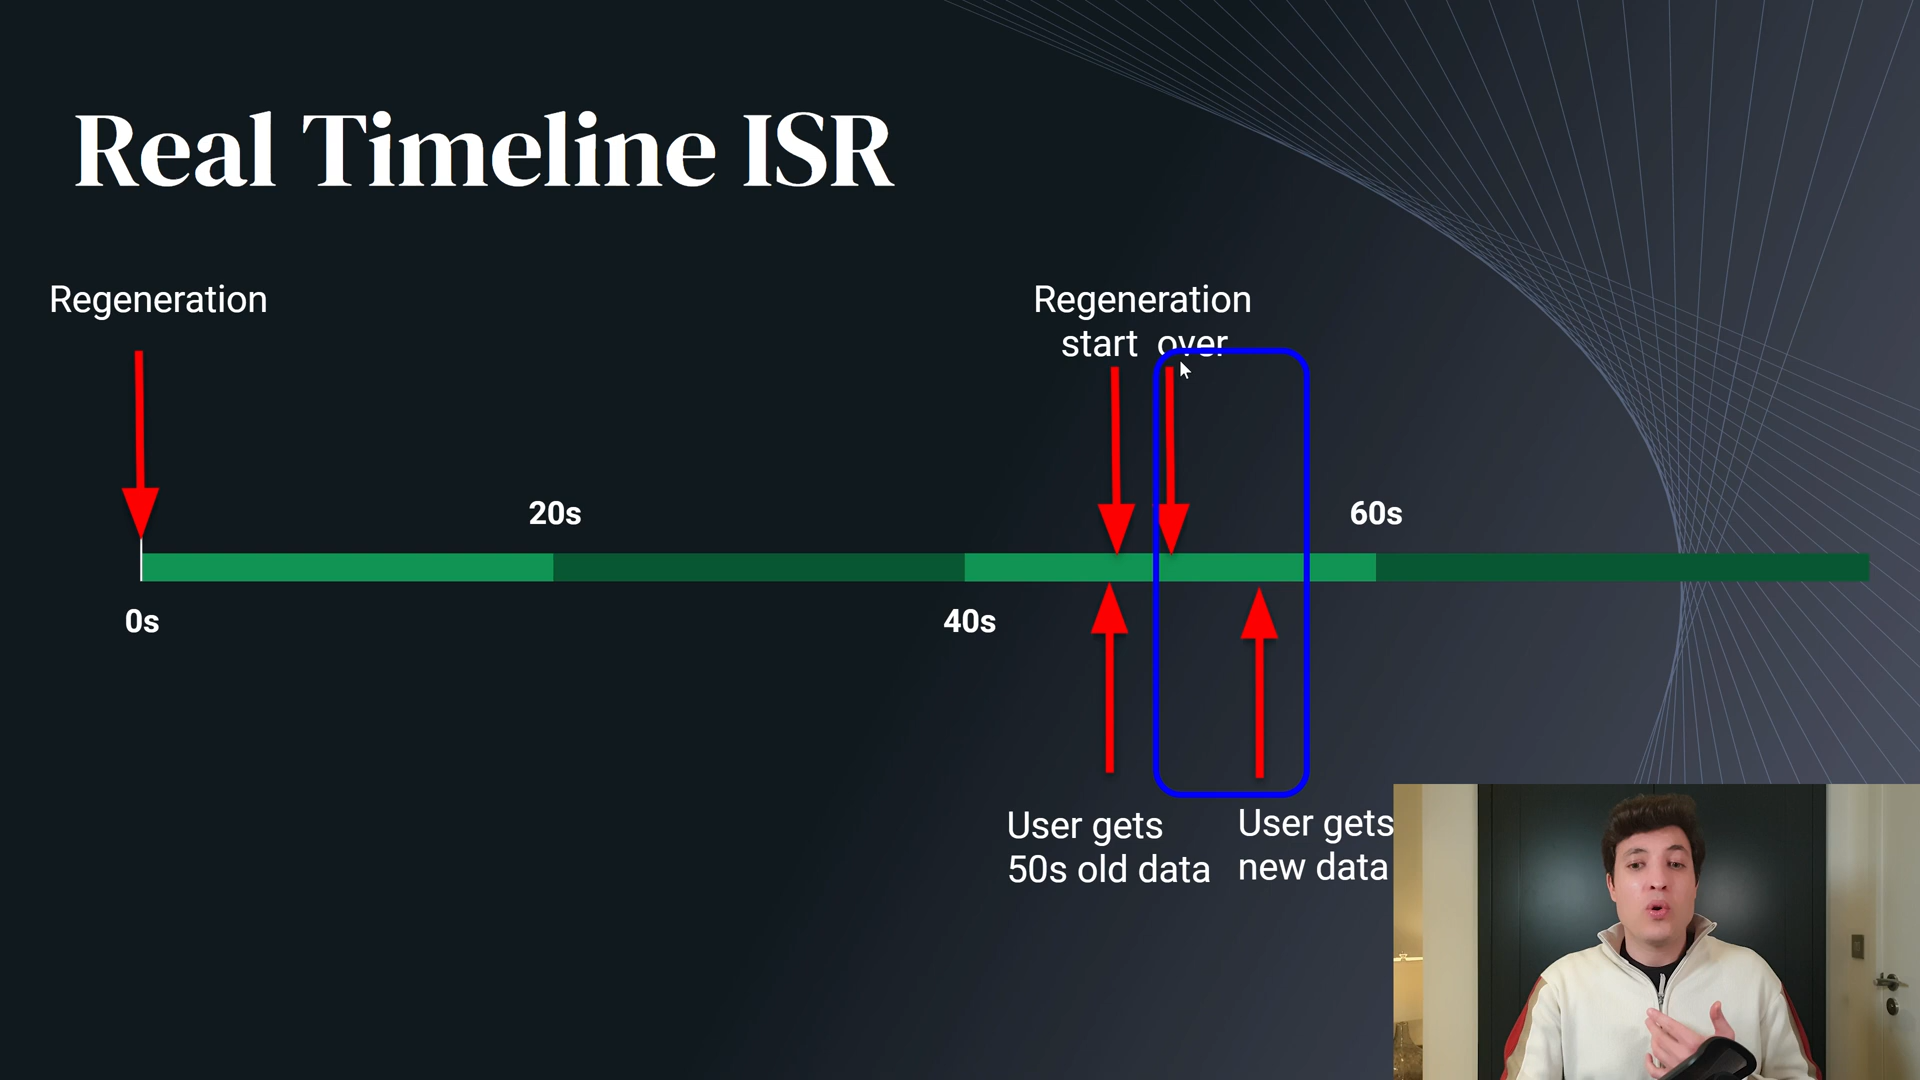 Real Timeline ISR
Regeneration
Regeneration
start over
20s
60s
0s
40s
User gets
50s old data
User gets
new data